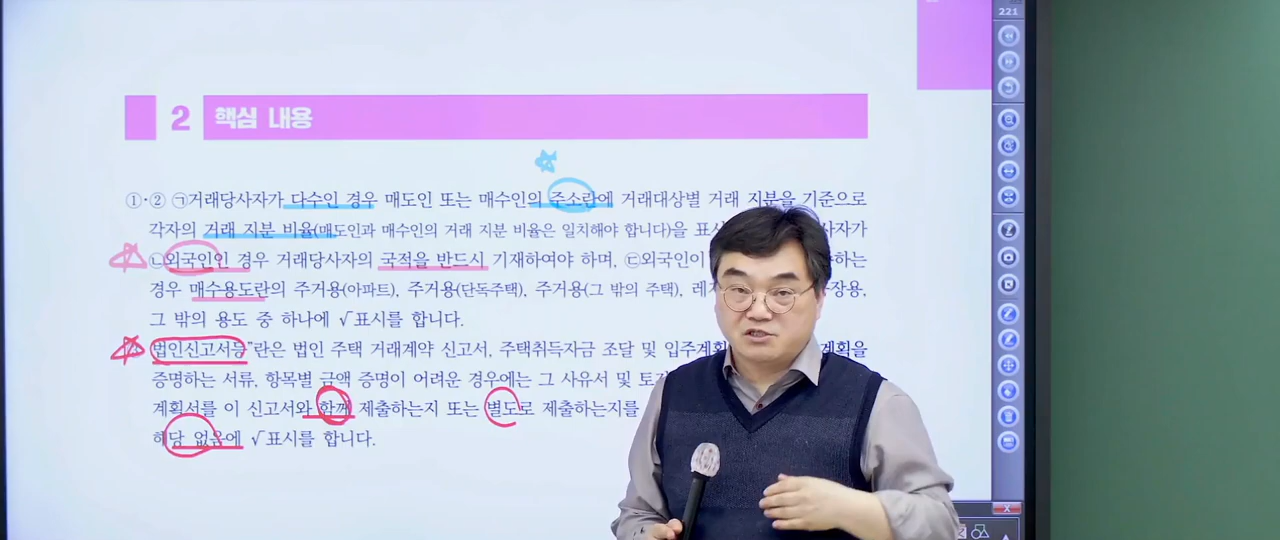 221
2 핵심 내용
①·② ㉠거래당사자가 다수인 경우 매도인 또는 매수인의 주소란에 거래대상별 거래 지분을 기준으로
각자의 거래 지분 비율(매도인과 매수인의 거래 지분 비율은 일치해야 합니다)을
㉡외국인인 경우 거래당사자의 국적을 반드시 기재하여야 하며, ㉢외국인이 하는
경우 매수용도란의 주거용(아파트), 주거용(단독주택), 주거용(그 밖의 주택),
그 밖의 용도 중 하나에 √표시를 합니다.
법인신고서등"란은 법인 주택 거래계약 신고서, 주택취득자금 조달 및 계획을
증명하는 서류, 항목별 금액 증명이 어려운 경우에는 그 사유서 및
계획서를 이 신고서와 함께 제출하는지 또는 별도로 제출하는지를
해당 없음에 √표시를 합니다.